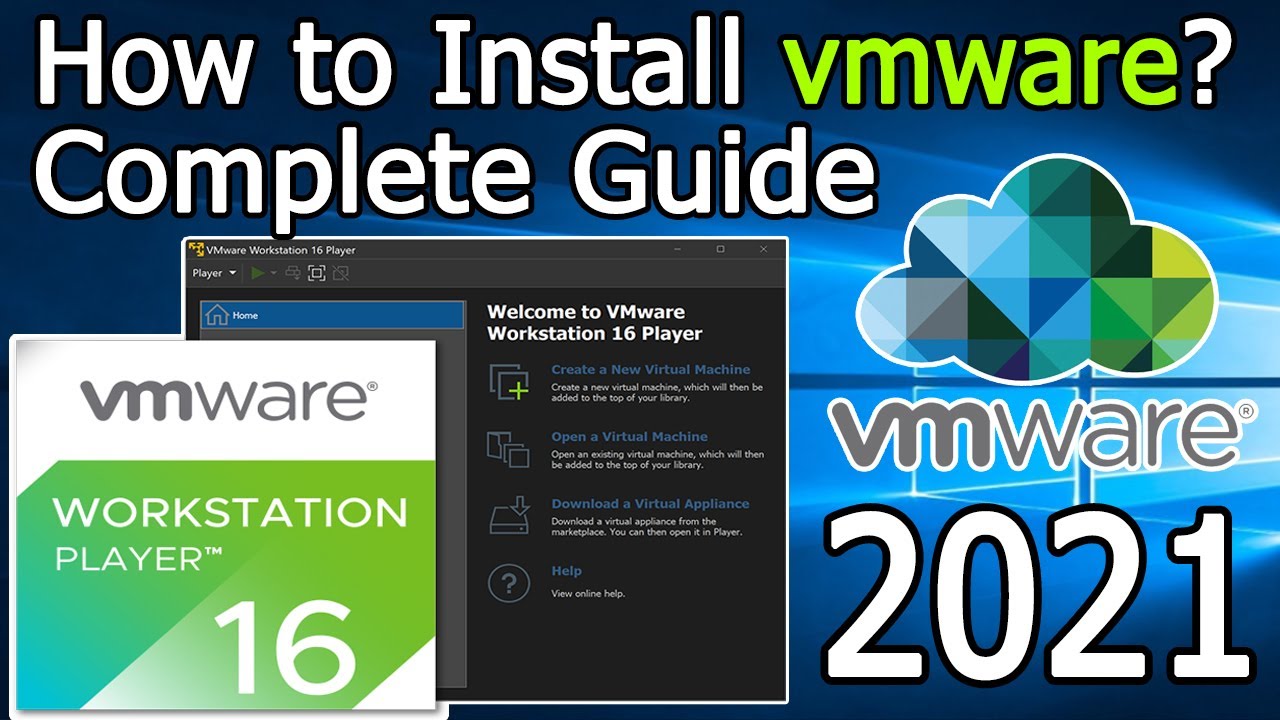 How to Install vmware?
Complete Guide
VMware Workstation 16 Player
Player
Home
Welcome to VMware
Workstation 16 Player
Create a New Virtual Machine
Create a new virtual machine, which will then be
added to the top of your library.
Open a Virtual Machine
Open an existing virtual machine, which will then
be added to the top of your library.
Download a Virtual Appliance
Download a virtual appliance from the
marketplace. You can then open it in Player.
Help
View online help.
vmware®
WORKSTATION
PLAYER™
16
vmware®
2021